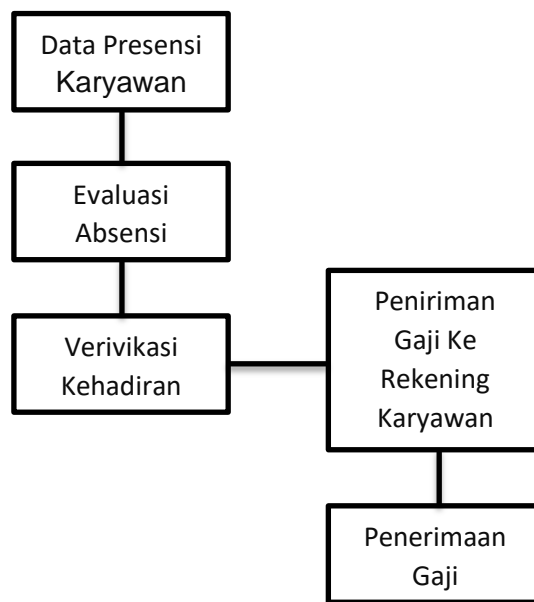 Data Presensi
Karyawan
Evaluasi
Absensi
Verivikasi
Kehadiran
Peniriman
Gaji Ke
Rekening
Karyawan
Penerimaan
Gaji